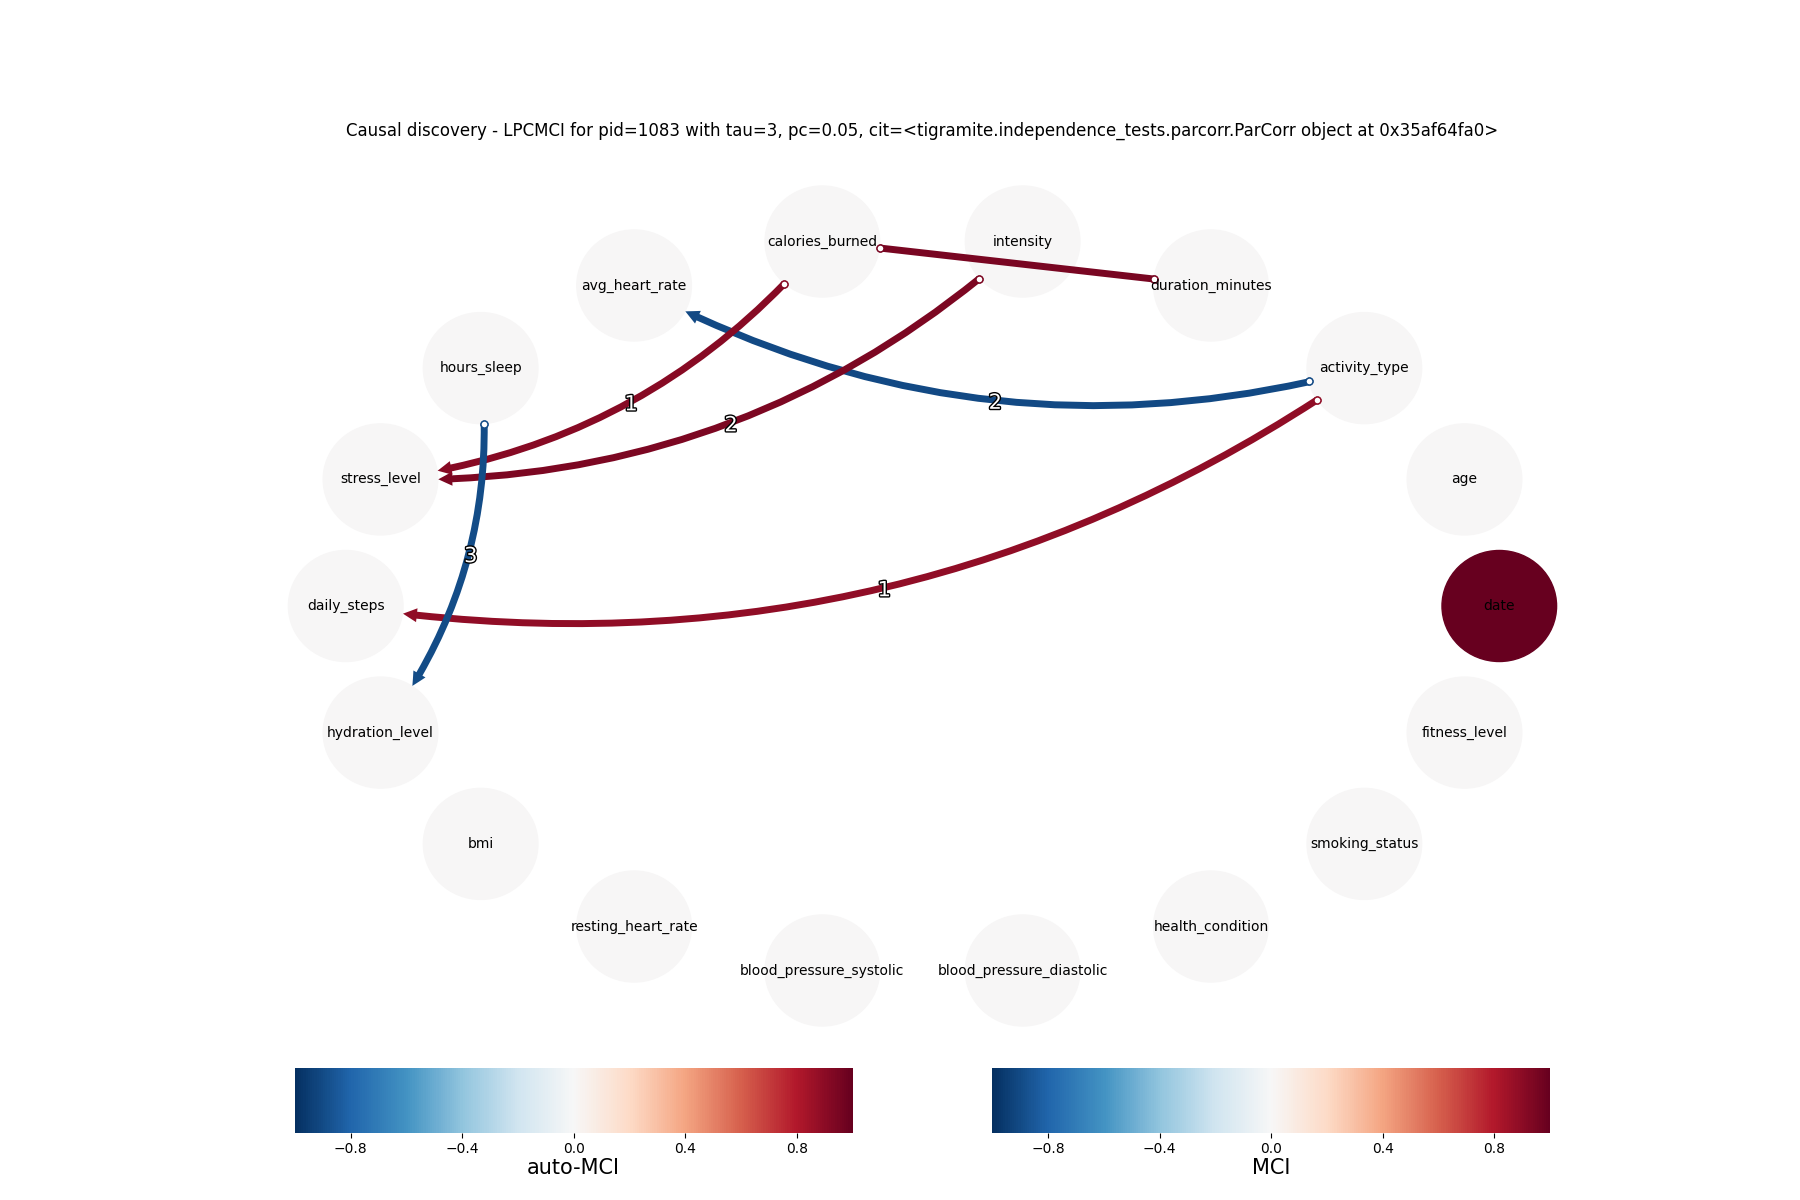 Causal discovery - LPCMCI for pid=1083 with tau=3, pc=0.05, cit=<tigramite.independence_tests.parcorr.ParCorr object at 0x35af64fa0>
calories_burned
intensity
avg_heart_rate
duration_minutes
hours_sleep
activity_type
1
2
2
stress_level
age
3
1
daily_steps
date
hydration_level
fitness_level
bmi
smoking_status
resting_heart_rate
health_condition
blood_pressure_systolic
blood_pressure_diastolic
−0.8 −0.4 0.0 0.4 0.8
auto-MCI
−0.8 −0.4 0.0 0.4 0.8
MCI